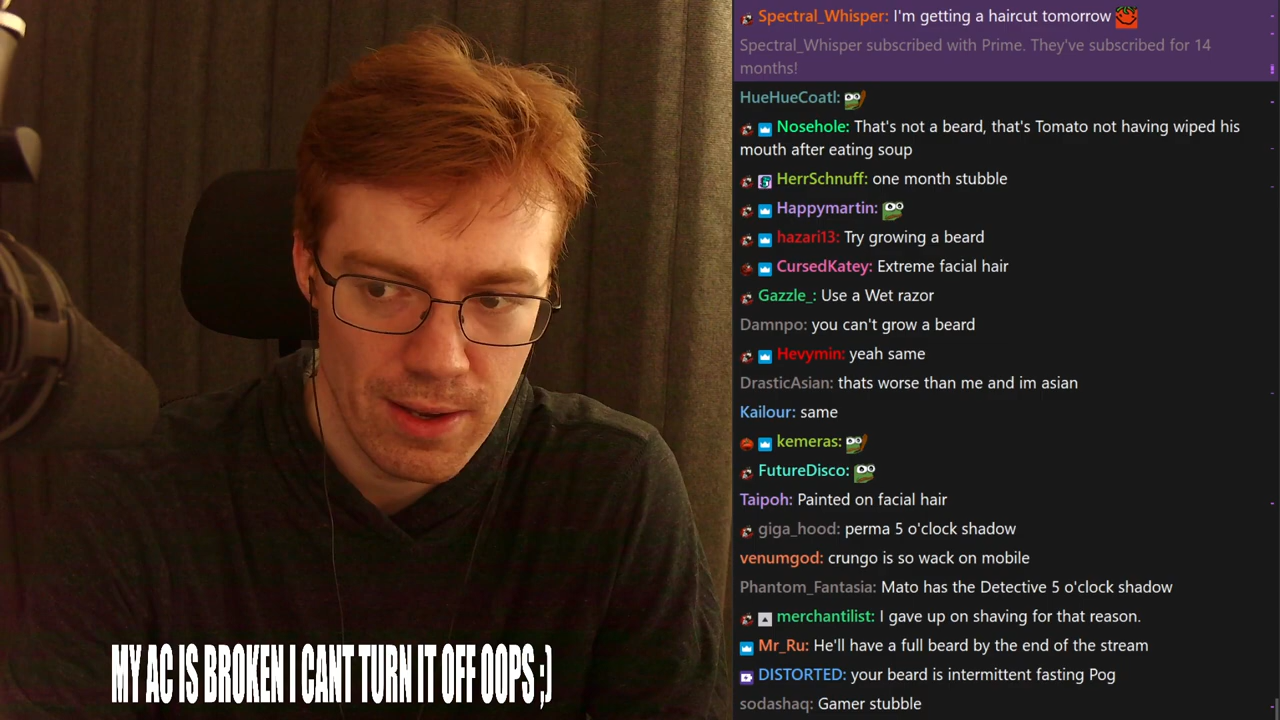 Spectral_Whisper: I'm getting a haircut tomorrow
Spectral_Whisper subscribed with Prime. They've subscribed for 14
months!
HueHueCoatl:
Nosehole: That's not a beard, that's Tomato not having wiped his
mouth after eating soup
HerrSchnuff: one month stubble
Happymartin:
hazari13: Try growing a beard
CursedKatey: Extreme facial hair
Gazzle_: Use a Wet razor
Damnpo: you can't grow a beard
Hevymin: yeah same
DrasticAsian: thats worse than me and im asian
Kailour: same
kemeras:
FutureDisco:
Taipoh: Painted on facial hair
giga_hood: perma 5 o'clock shadow
venumgod: crungo is so wack on mobile
Phantom_Fantasia: Mato has the Detective 5 o'clock shadow
merchantilist: I gave up on shaving for that reason.
Mr_Ru: He'll have a full beard by the end of the stream
DISTORTED: your beard is intermittent fasting Pog
sodashaq: Gamer stubble
MY AC IS BROKEN I CANT TURN IT OFF OOPS ;)